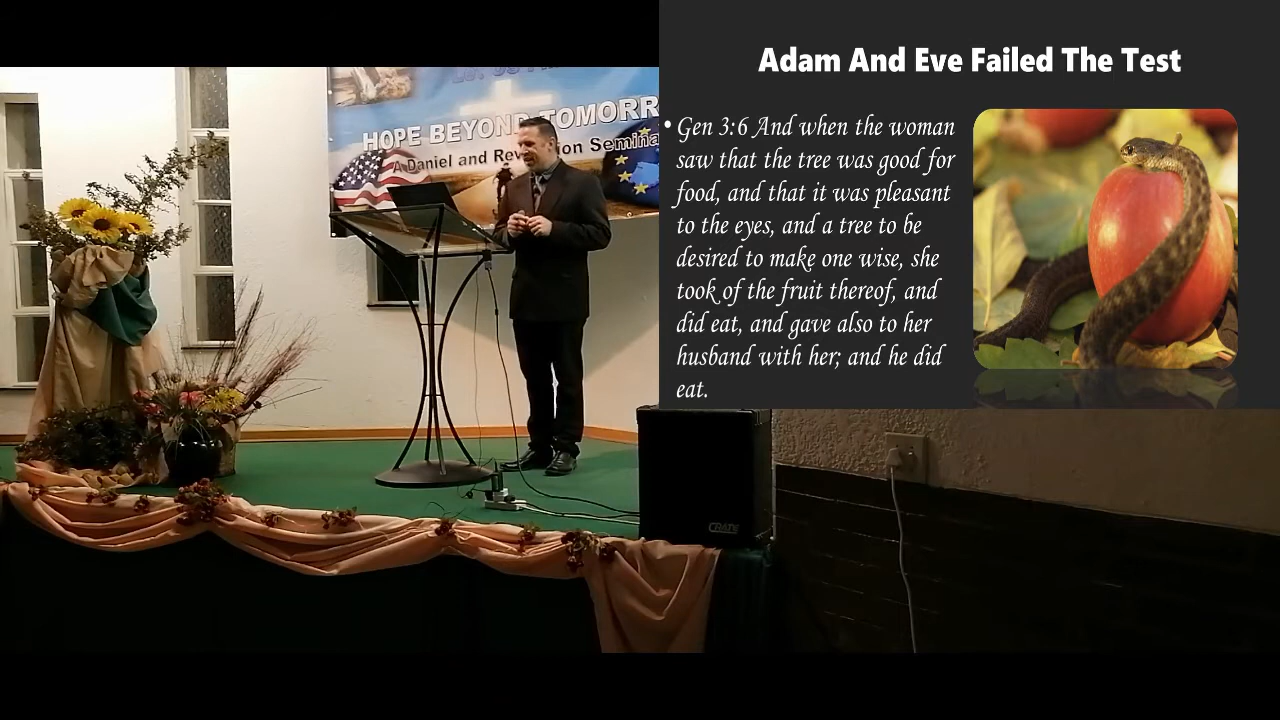 HOPE BEYOND TOMORR
A Daniel and Revelation Semina
CRATE
Adam And Eve Failed The Test
• Gen 3:6 And when the woman
saw that the tree was good for
food, and that it was pleasant
to the eyes, and a tree to be
desired to make one wise, she
took of the fruit thereof, and
did eat, and gave also to her
husband with her; and he did
eat.